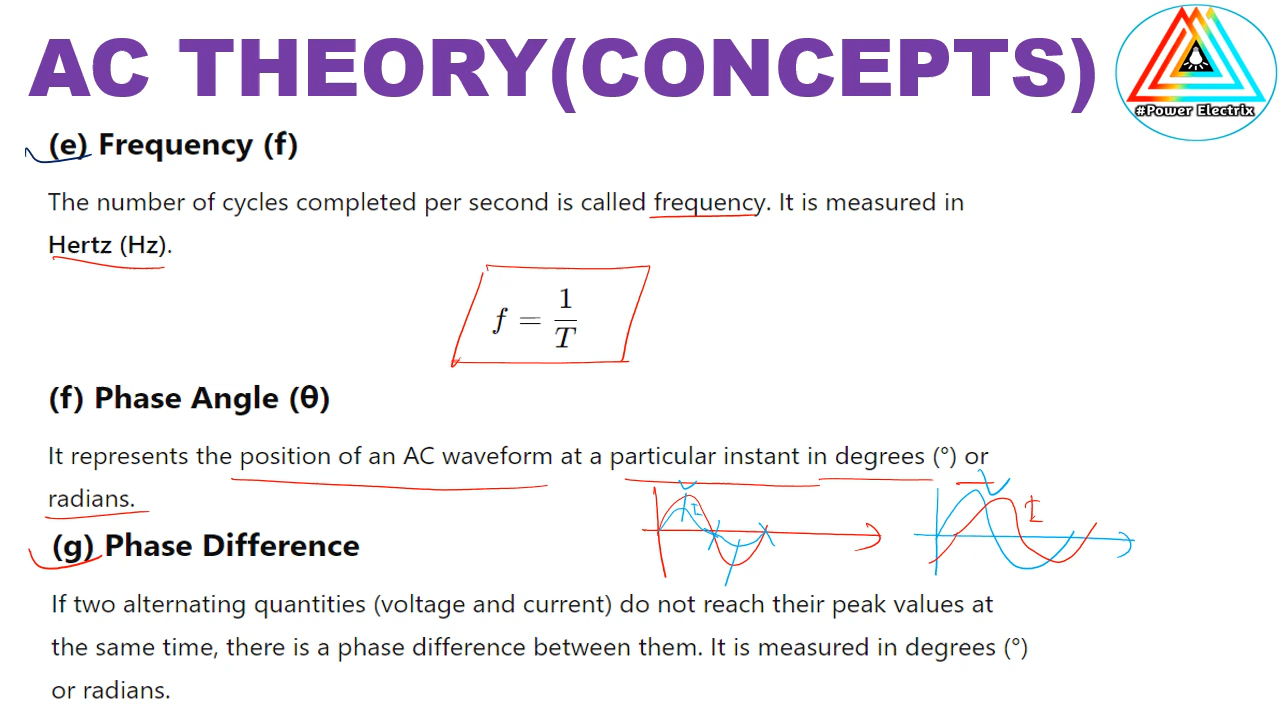 AC THEORY(CONCEPTS)
#Power Electrix
(e) Frequency (f)
The number of cycles completed per second is called frequency. It is measured in
Hertz (Hz).
f = 1/T
(f) Phase Angle (θ)
It represents the position of an AC waveform at a particular instant in degrees (°) or
radians.
V
I
V
I
(g) Phase Difference
If two alternating quantities (voltage and current) do not reach their peak values at
the same time, there is a phase difference between them. It is measured in degrees (°)
or radians.